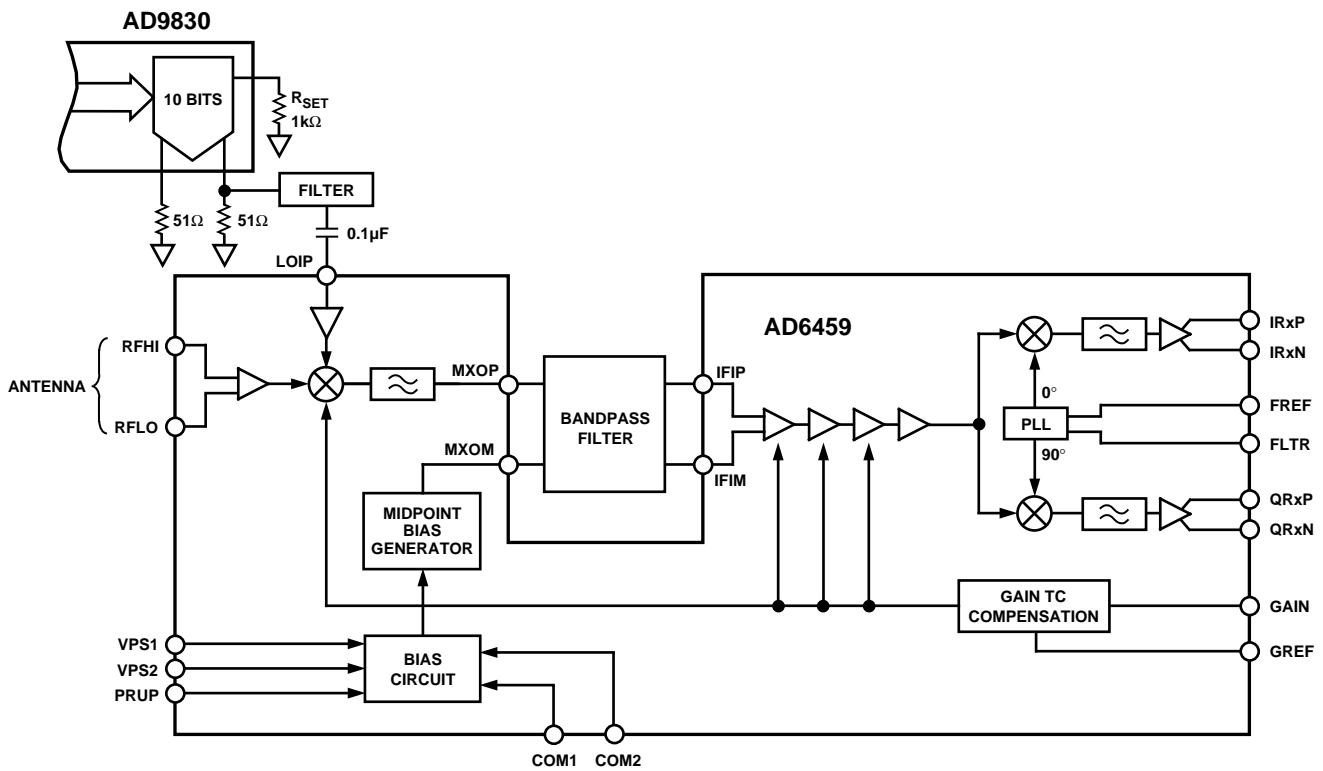 AD9830
10 BITS
RSET
1kΩ
FILTER
51Ω
51Ω
0.1µF
LOIP
AD6459
RFHI
ANTENNA
RFLO
MXOP
MXOM
BANDPASS
FILTER
IFIP
IFIM
0°
PLL
90°
IRxP
IRxN
FREF
FLTR
QRxP
QRxN
MIDPOINT
BIAS
GENERATOR
GAIN TC
COMPENSATION
GAIN
GREF
VPS1
VPS2
PRUP
BIAS
CIRCUIT
COM1
COM2